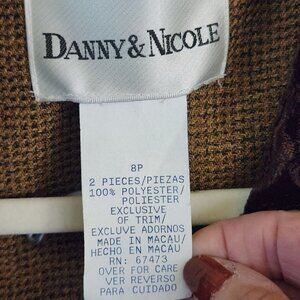 DANNY & NICOLE
8P
2 PIECES/PIEZAS
100% POLYESTER/
POLIESTER
EXCLUSIVE
OF TRIM/
EXCLUVE ADORNOS
MADE IN MACAU/
HECHO EN MACAU
RN: 67473
OVER FOR CARE
VER REVERSO
PARA CUIDADO